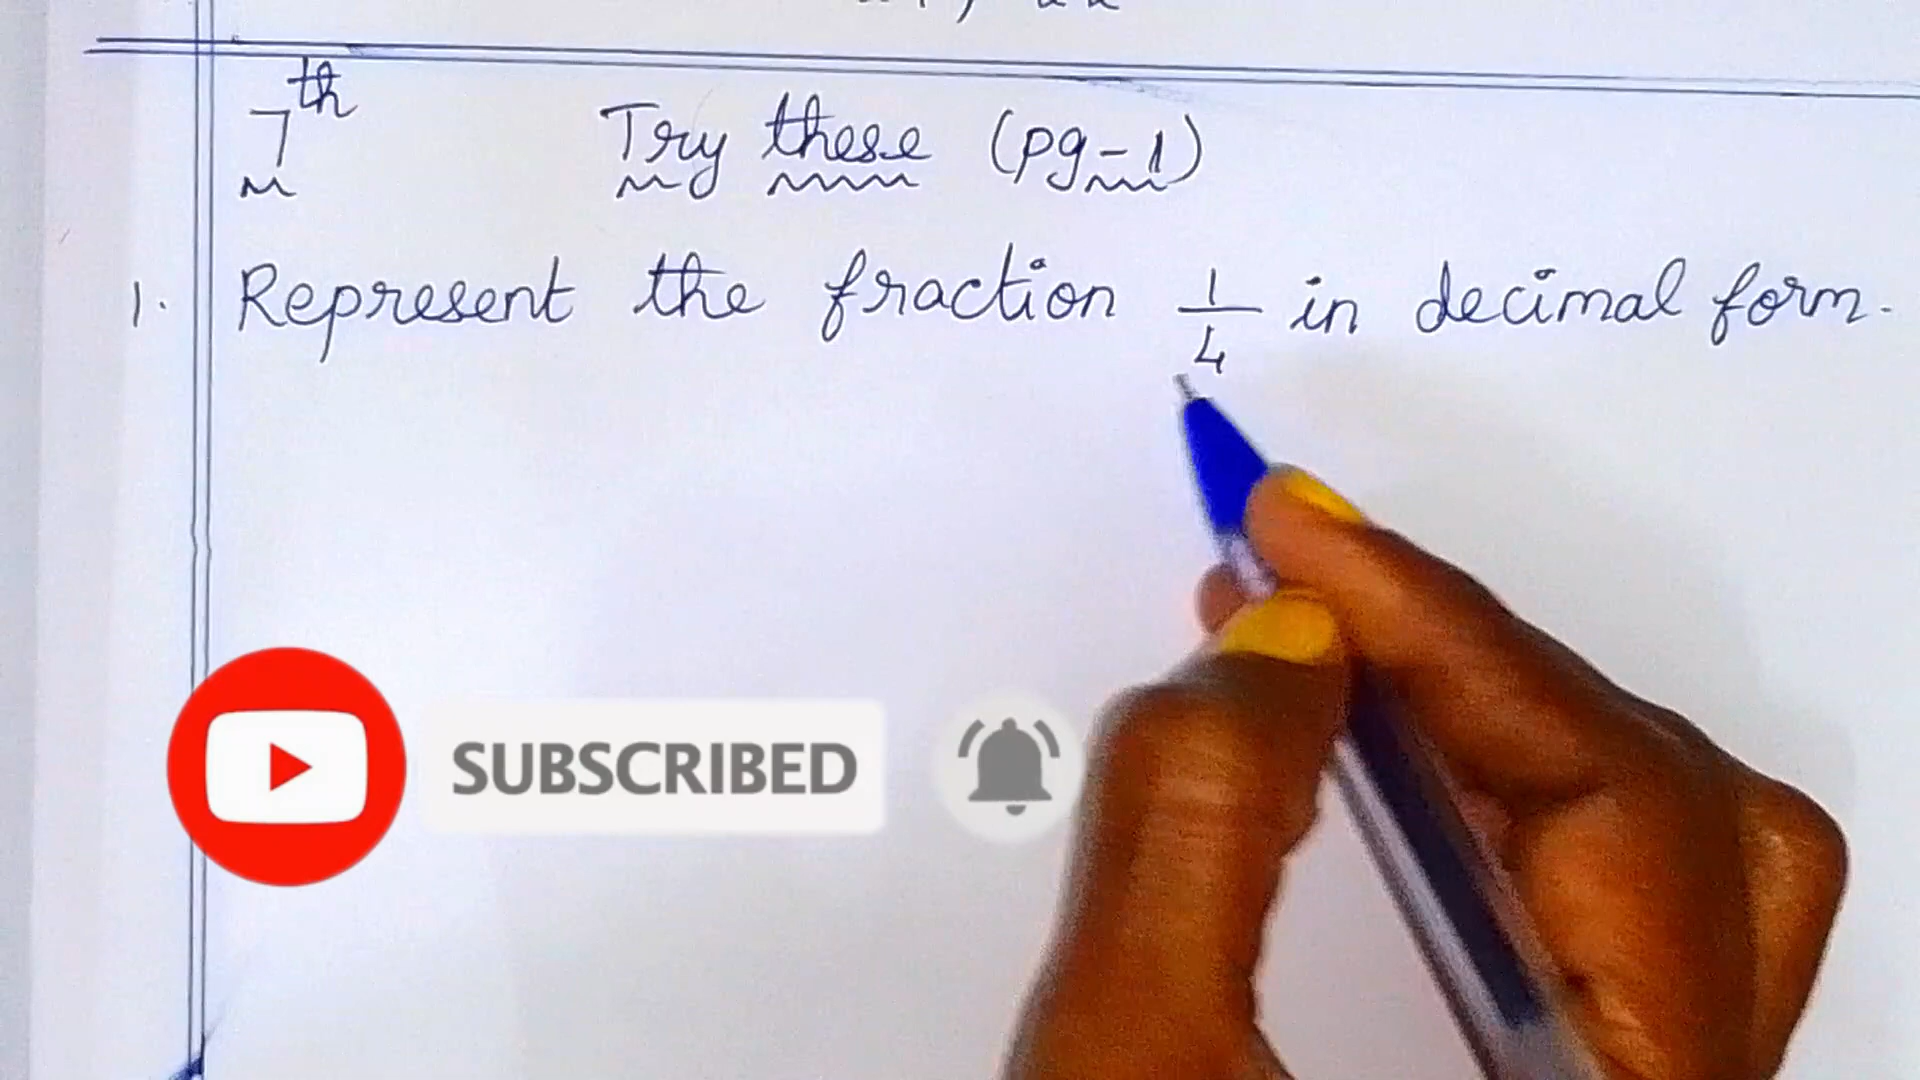 7th Try these (pg-1)
1. Represent the fraction 1/4 in decimal form.
SUBSCRIBED